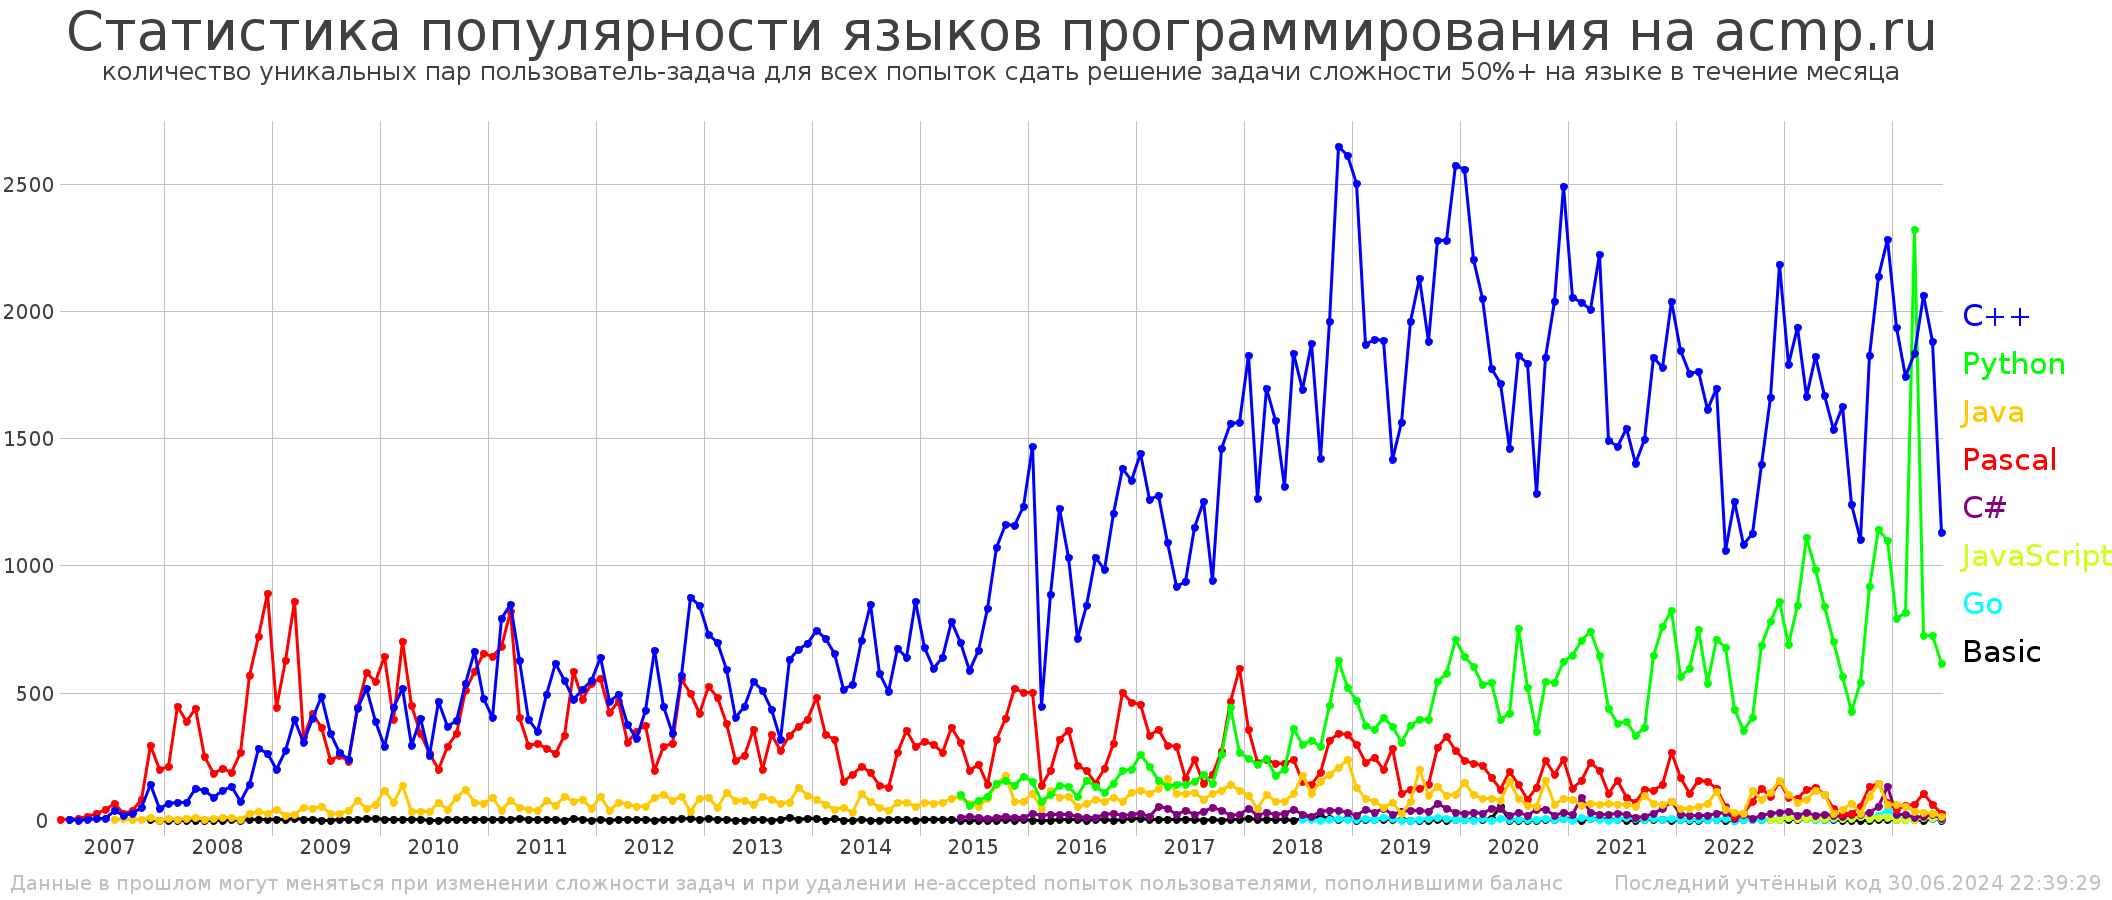 Статистика популярности языков программирования на acmp.ru
количество уникальных пар пользователь-задача для всех попыток сдать решение задачи сложности 50%+ на языке в течение месяца
2500
2000
1500
1000
500
0
C++
Python
Java
Pascal
C#
JavaScript
Go
Basic
2007 2008 2009 2010 2011 2012 2013 2014 2015 2016 2017 2018 2019 2020 2021 2022 2023
Данные в прошлом могут меняться при изменении сложности задач и при удалении не-accepted попыток пользователями, пополнившими баланс
Последний учтённый код 30.06.2024 22:39:29